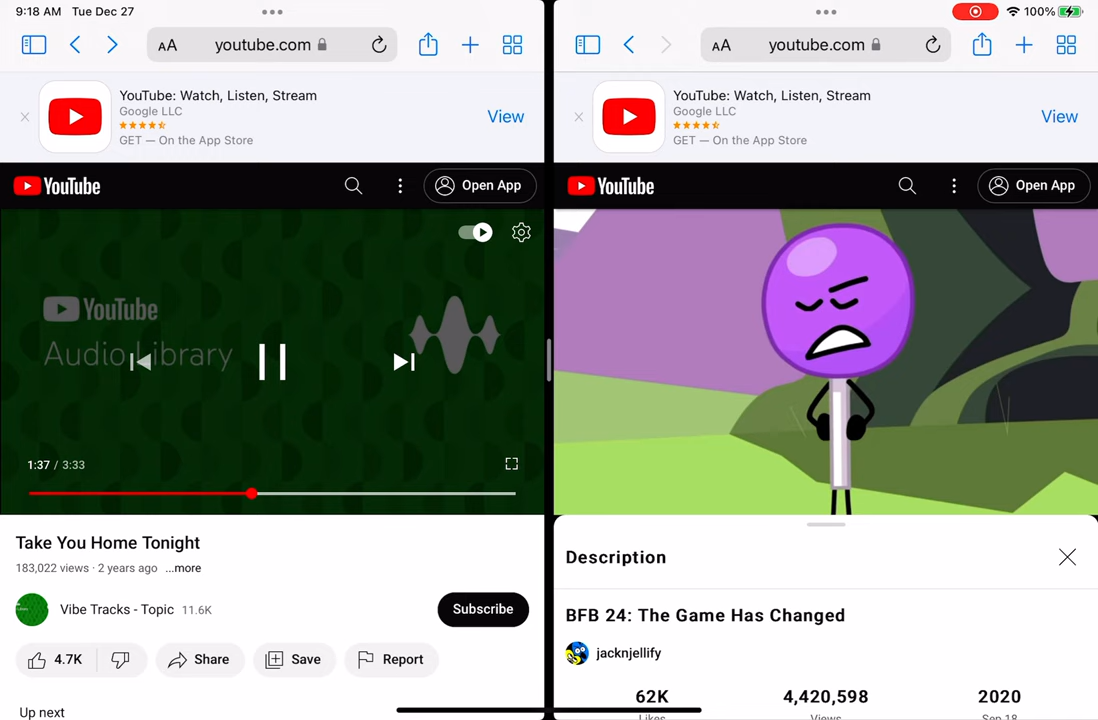 9:18 AM Tue Dec 27
AA youtube.com
YouTube: Watch, Listen, Stream
Google LLC
GET — On the App Store
View
YouTube
Open App
YouTube
Audio Library
1:37 / 3:33
Take You Home Tonight
183,022 views · 2 years ago ...more
Vibe Tracks - Topic 11.6K
Subscribe
4.7K
Share
Save
Report
Up next
100%
AA youtube.com
YouTube: Watch, Listen, Stream
Google LLC
GET — On the App Store
View
YouTube
Open App
Description
BFB 24: The Game Has Changed
jacknjellify
62K 4,420,598 2020
Likes Views Sep 18